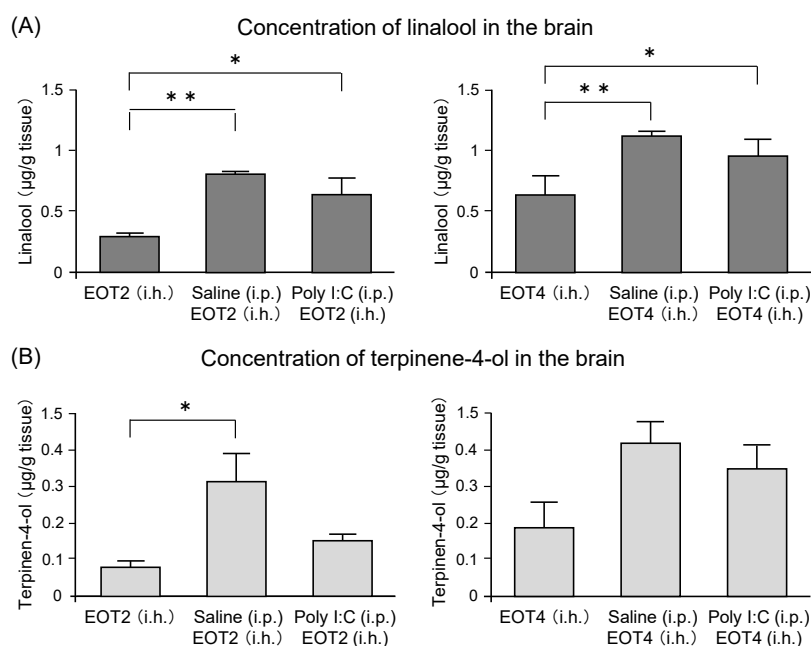 (A) Concentration of linalool in the brain
Linalool (µg/g tissue)
1.5
1
0.5
0
*
* *
EOT2 (i.h.)
Saline (i.p.)
EOT2 (i.h.)
Poly I:C (i.p.)
EOT2 (i.h.)
Linalool (µg/g tissue)
1.5
1
0.5
0
*
* *
EOT4 (i.h.)
Saline (i.p.)
EOT4 (i.h.)
Poly I:C (i.p.)
EOT4 (i.h.)
(B) Concentration of terpinene-4-ol in the brain
Terpinen-4-ol (µg/g tissue)
1.5
0.4
0.3
0.2
0.1
0
*
EOT2 (i.h.)
Saline (i.p.)
EOT2 (i.h.)
Poly I:C (i.p.)
EOT2 (i.h.)
Terpinen-4-ol (µg/g tissue)
1.5
0.4
0.3
0.2
0.1
0
EOT4 (i.h.)
Saline (i.p.)
EOT4 (i.h.)
Poly I:C (i.p.)
EOT4 (i.h.)